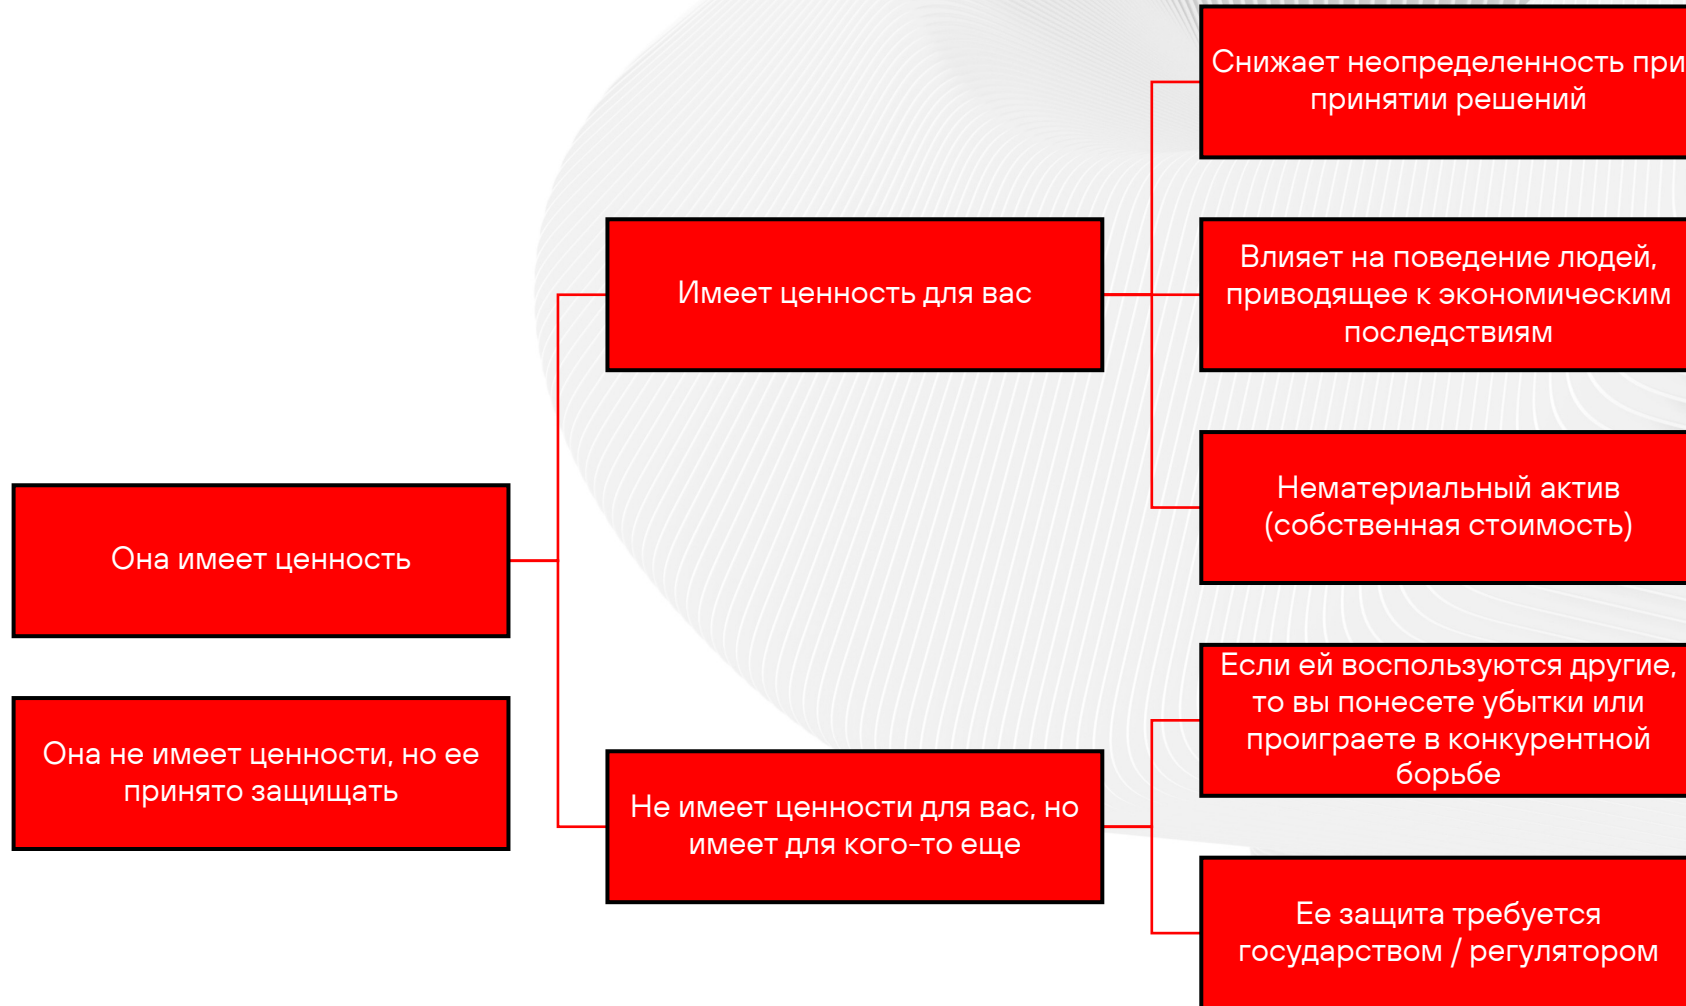 Она имеет ценность
Она не имеет ценности, но ее
принято защищать
Имеет ценность для вас
Не имеет ценности для вас, но
имеет для кого-то еще
Снижает неопределенность при
принятии решений
Влияет на поведение людей,
приводящее к экономическим
последствиям
Нематериальный актив
(собственная стоимость)
Если ей воспользуются другие,
то вы понесете убытки или
проиграете в конкурентной
борьбе
Ее защита требуется
государством / регулятором